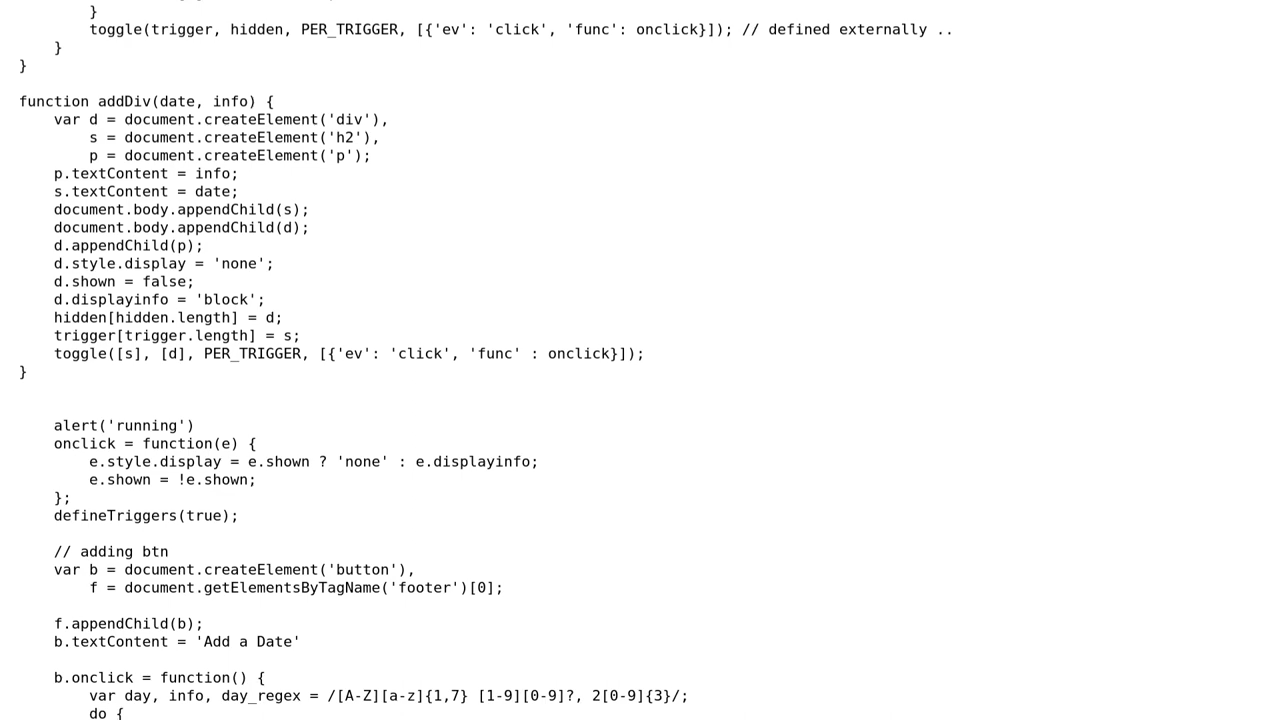 }
toggle(trigger, hidden, PER_TRIGGER, [{'ev': 'click', 'func': onclick}]); // defined externally ..
}
}
function addDiv(date, info) {
var d = document.createElement('div'),
s = document.createElement('h2'),
p = document.createElement('p');
p.textContent = info;
s.textContent = date;
document.body.appendChild(s);
document.body.appendChild(d);
d.appendChild(p);
d.style.display = 'none';
d.shown = false;
d.displayinfo = 'block';
hidden[hidden.length] = d;
trigger[trigger.length] = s;
toggle([s], [d], PER_TRIGGER, [{'ev': 'click', 'func' : onclick}]);
}
alert('running')
onclick = function(e) {
e.style.display = e.shown ? 'none' : e.displayinfo;
e.shown = !e.shown;
};
defineTriggers(true);
// adding btn
var b = document.createElement('button'),
f = document.getElementsByTagName('footer')[0];
f.appendChild(b);
b.textContent = 'Add a Date'
b.onclick = function() {
var day, info, day_regex = /[A-Z][a-z]{1,7} [1-9][0-9]?, 2[0-9]{3}/;
do {